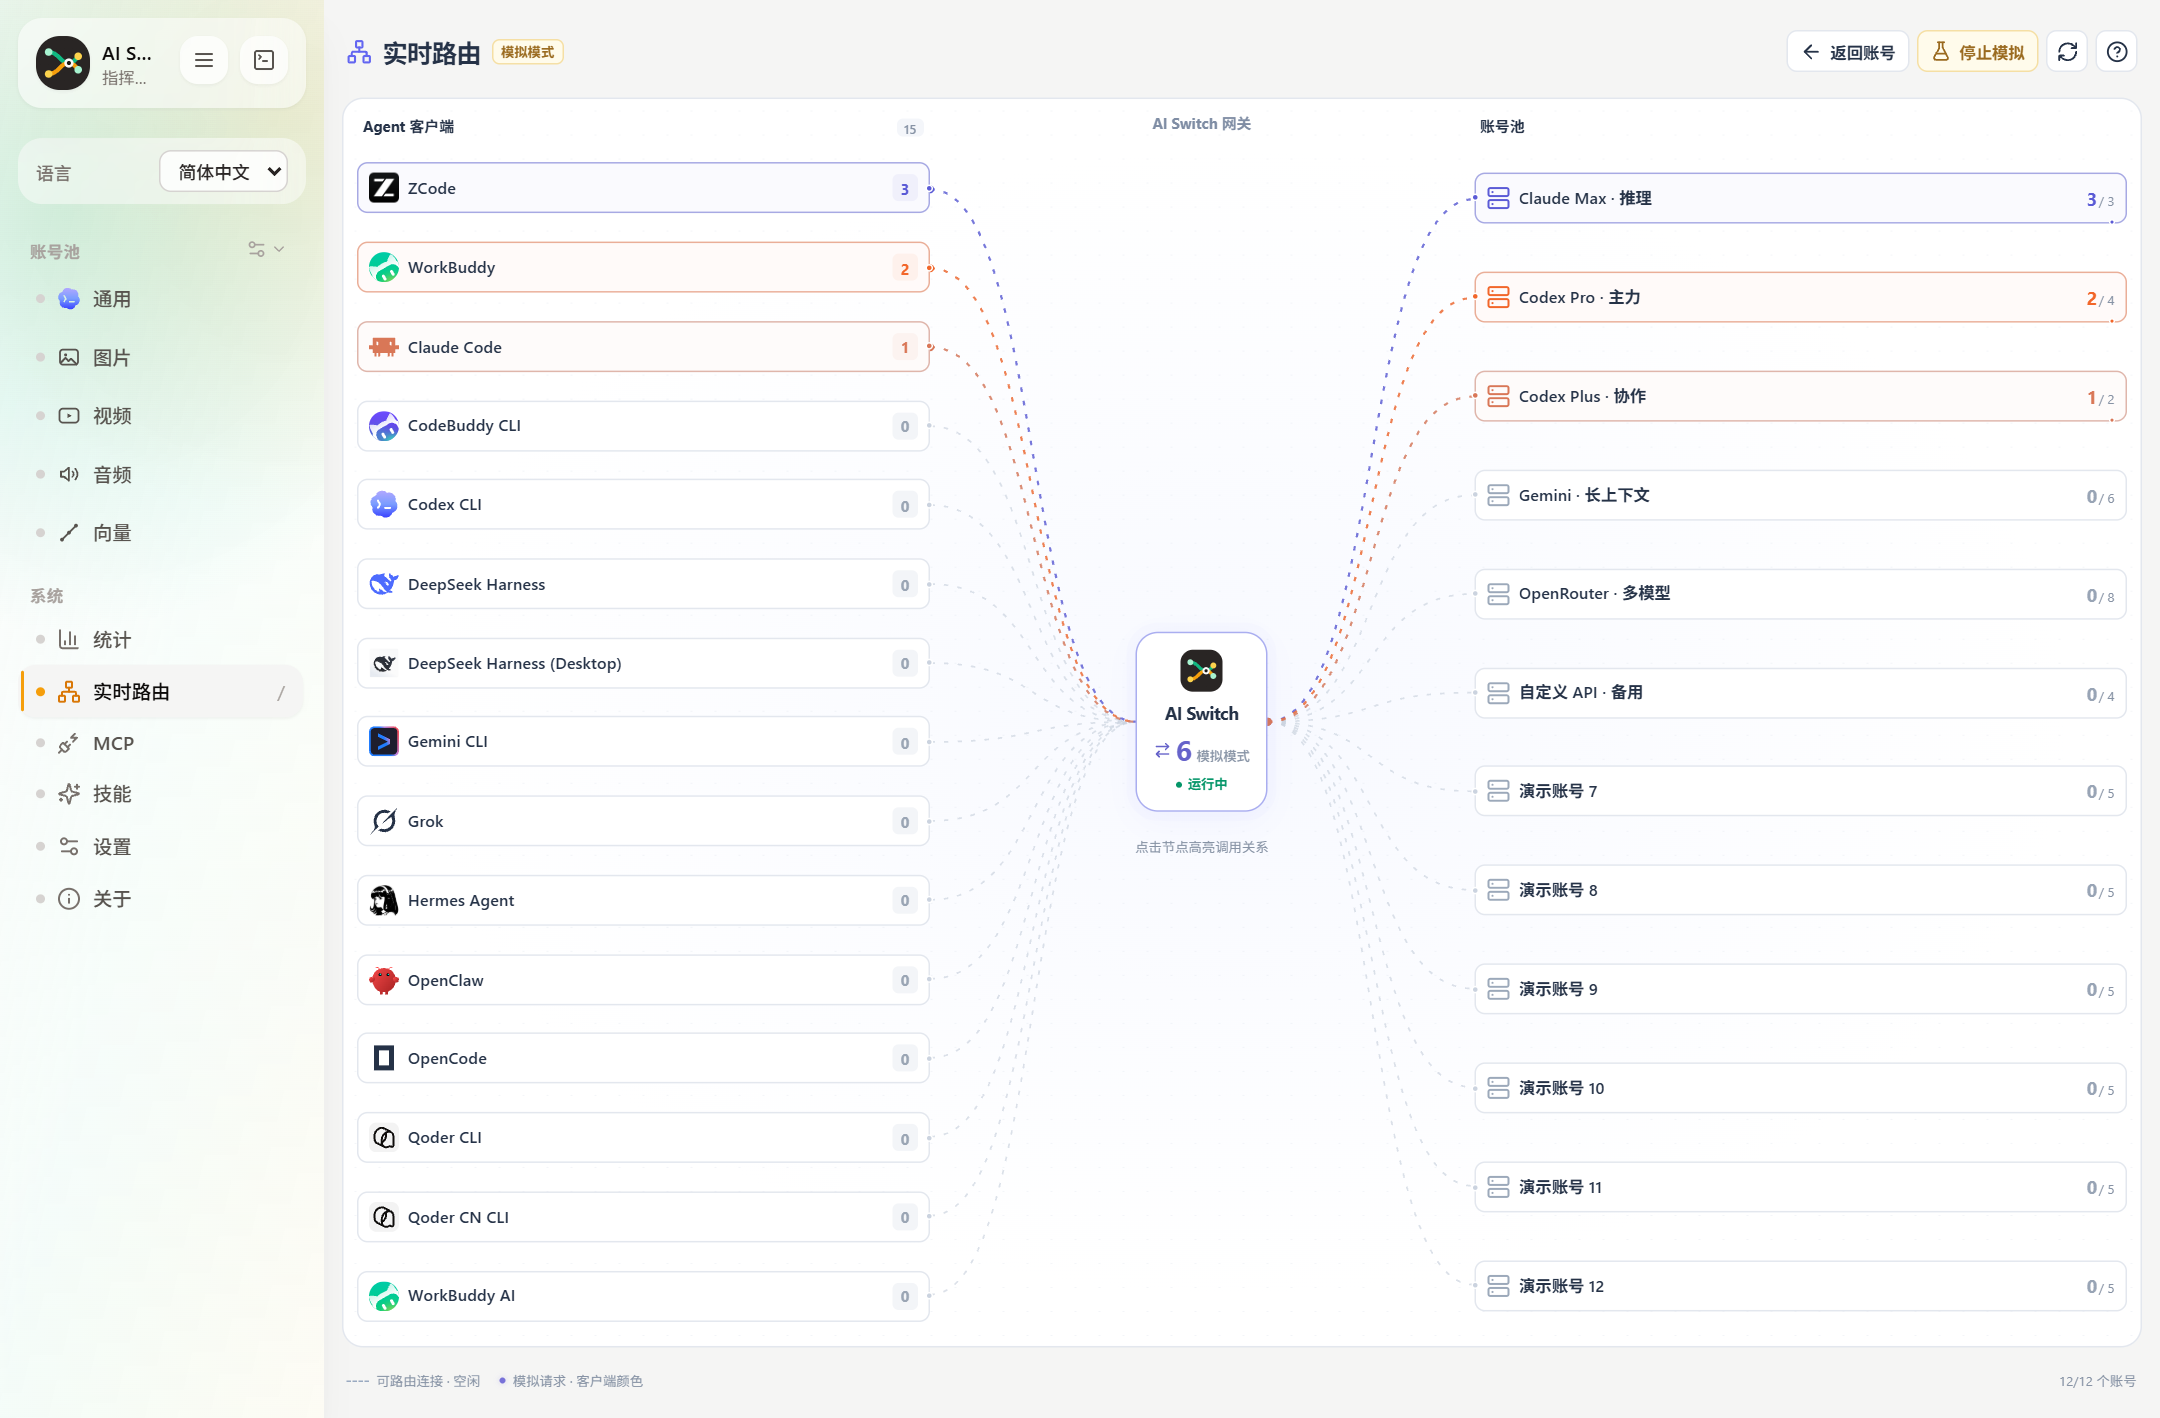 AI S...
指挥...
语言
简体中文
账号池
通用
图片
视频
音频
向量
系统
统计
实时路由 /
MCP
技能
设置
关于
实时路由
模拟模式
返回账号
停止模拟
Agent 客户端 15
ZCode 3
WorkBuddy 2
Claude Code 1
CodeBuddy CLI 0
Codex CLI 0
DeepSeek Harness 0
DeepSeek Harness (Desktop) 0
Gemini CLI 0
Grok 0
Hermes Agent 0
OpenClaw 0
OpenCode 0
Qoder CLI 0
Qoder CN CLI 0
WorkBuddy AI 0
AI Switch 网关
AI Switch
6 模拟模式
运行中
点击节点高亮调用关系
账号池
Claude Max · 推理 3 / 3
Codex Pro · 主力 2 / 4
Codex Plus · 协作 1 / 2
Gemini · 长上下文 0 / 6
OpenRouter · 多模型 0 / 8
自定义 API · 备用 0 / 4
演示账号 7 0 / 5
演示账号 8 0 / 5
演示账号 9 0 / 5
演示账号 10 0 / 5
演示账号 11 0 / 5
演示账号 12 0 / 5
可路由连接 · 空闲
模拟请求 · 客户端颜色
12/12 个账号